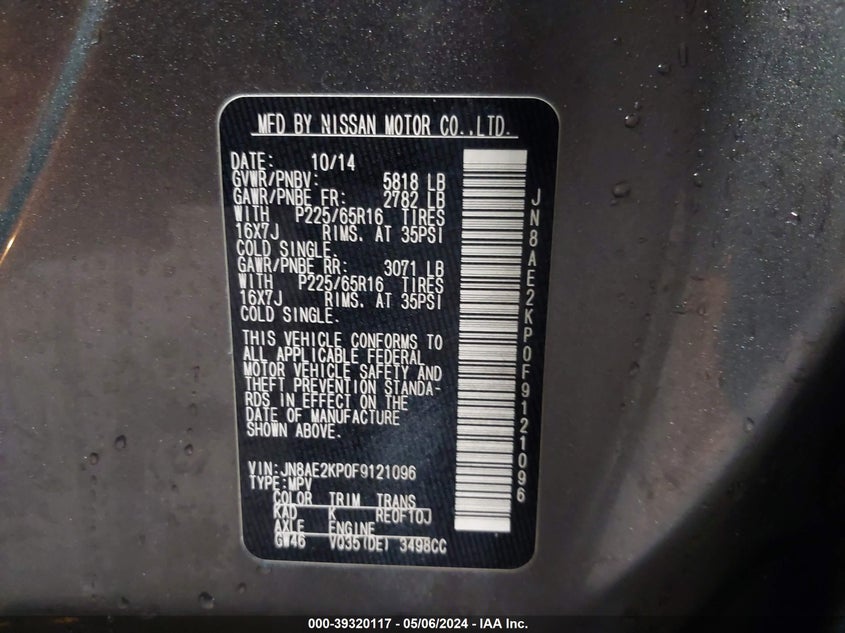 MFD BY NISSAN MOTOR CO.,LTD.
DATE: 10/14
GVWR/PNBV: 5818 LB
GAWR/PNBE FR: 2782 LB
WITH P225/65R16 TIRES
16X7J RIMS. AT 35PSI
COLD SINGLE.
GAWR/PNBE RR: 3071 LB
WITH P225/65R16 TIRES
16X7J RIMS. AT 35PSI
COLD SINGLE.
THIS VEHICLE CONFORMS TO
ALL APPLICABLE FEDERAL
MOTOR VEHICLE SAFETY AND
THEFT PREVENTION STANDA-
RDS IN EFFECT ON THE
DATE OF MANUFACTURE
SHOWN ABOVE.
VIN:JN8AE2KP0F9121096
TYPE:MPV
COLOR TRIM TRANS
KAD K RE0F10J
AXLE ENGINE
GW46 VQ35(DE) 3498CC
JN8AE2KP0F9121096
000-39320117 - 05/06/2024 - IAA Inc.